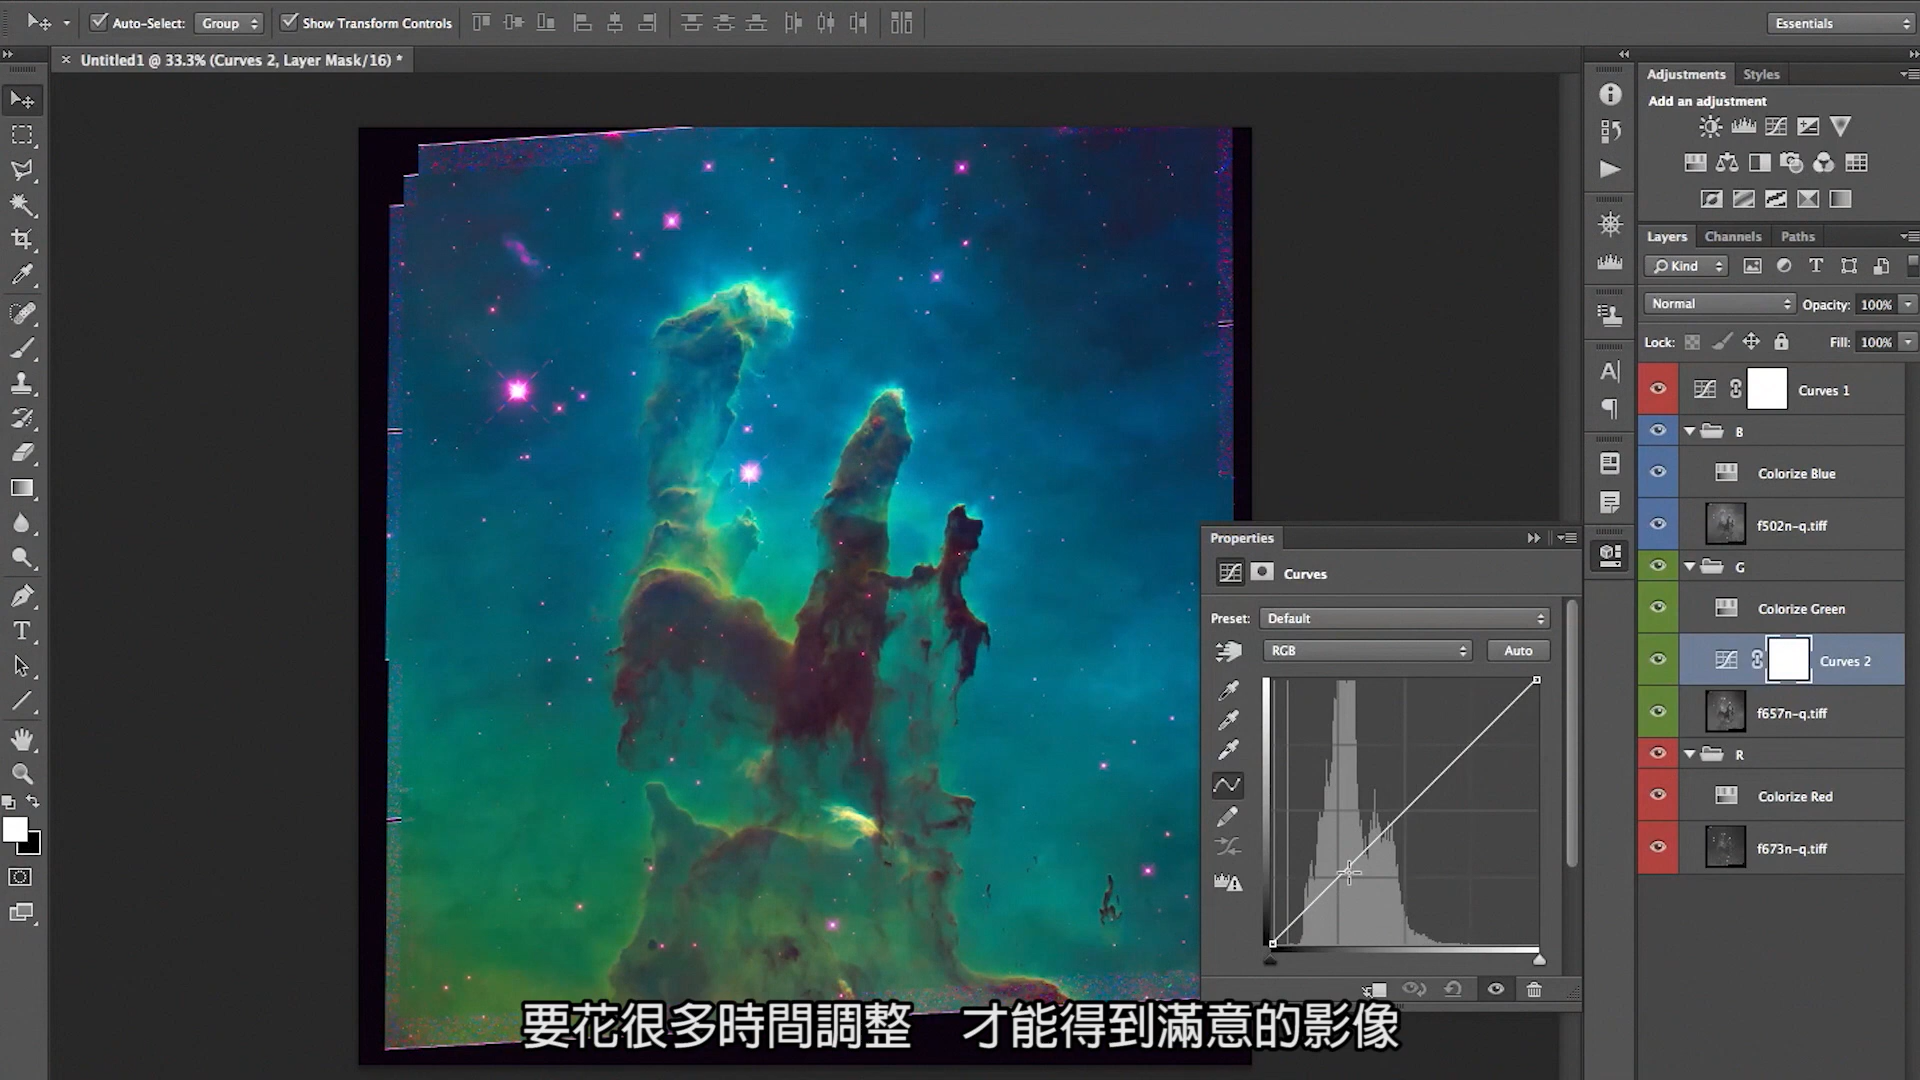 Auto-Select: Group Show Transform Controls Essentials
Untitled1 @ 33.3% (Curves 2, Layer Mask/16) *
Adjustments Styles
Add an adjustment
Layers Channels Paths
Kind
Normal Opacity: 100%
Lock: Fill: 100%
Curves 1
B
Colorize Blue
f502n-q.tiff
G
Colorize Green
Curves 2
f657n-q.tiff
R
Colorize Red
f673n-q.tiff
Properties
Curves
Preset: Default
RGB Auto
要花很多時間調整 才能得到滿意的影像